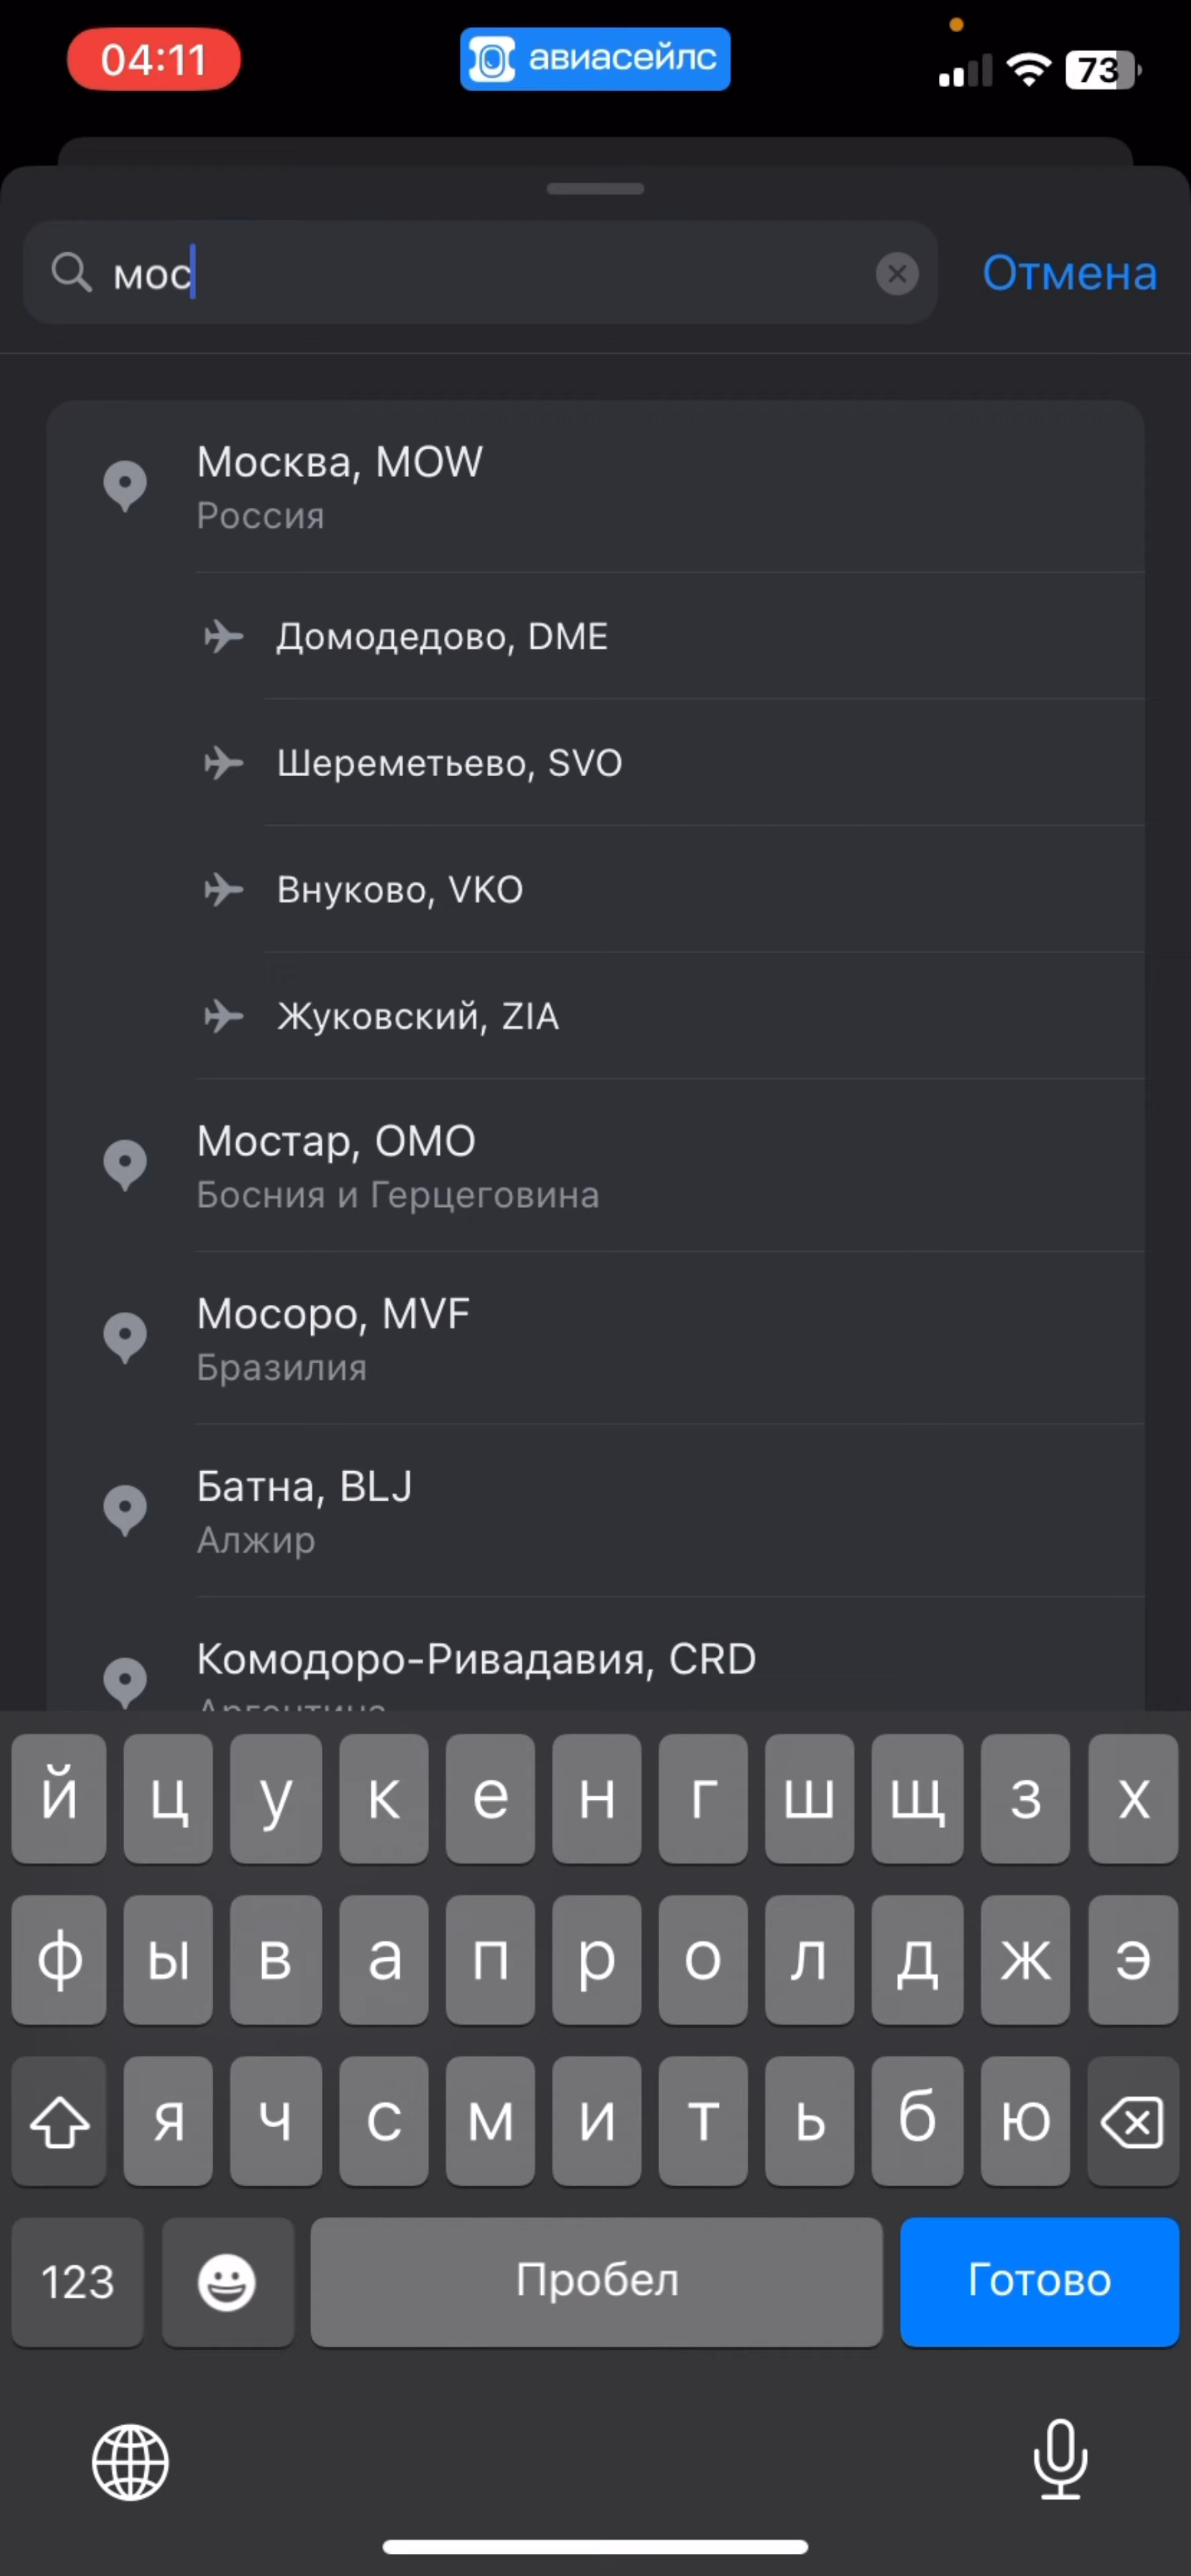 04:11
авиасейлс
73
мос
Отмена
Москва, MOW
Россия
Домодедово, DME
Шереметьево, SVO
Внуково, VKO
Жуковский, ZIA
Мостар, OMO
Босния и Герцеговина
Мосоро, MVF
Бразилия
Батна, BLJ
Алжир
Комодоро-Ривадавия, CRD
Аргентина
й ц у к е н г ш щ з х
ф ы в а п р о л д ж э
я ч с м и т ь б ю
123
Пробел
Готово